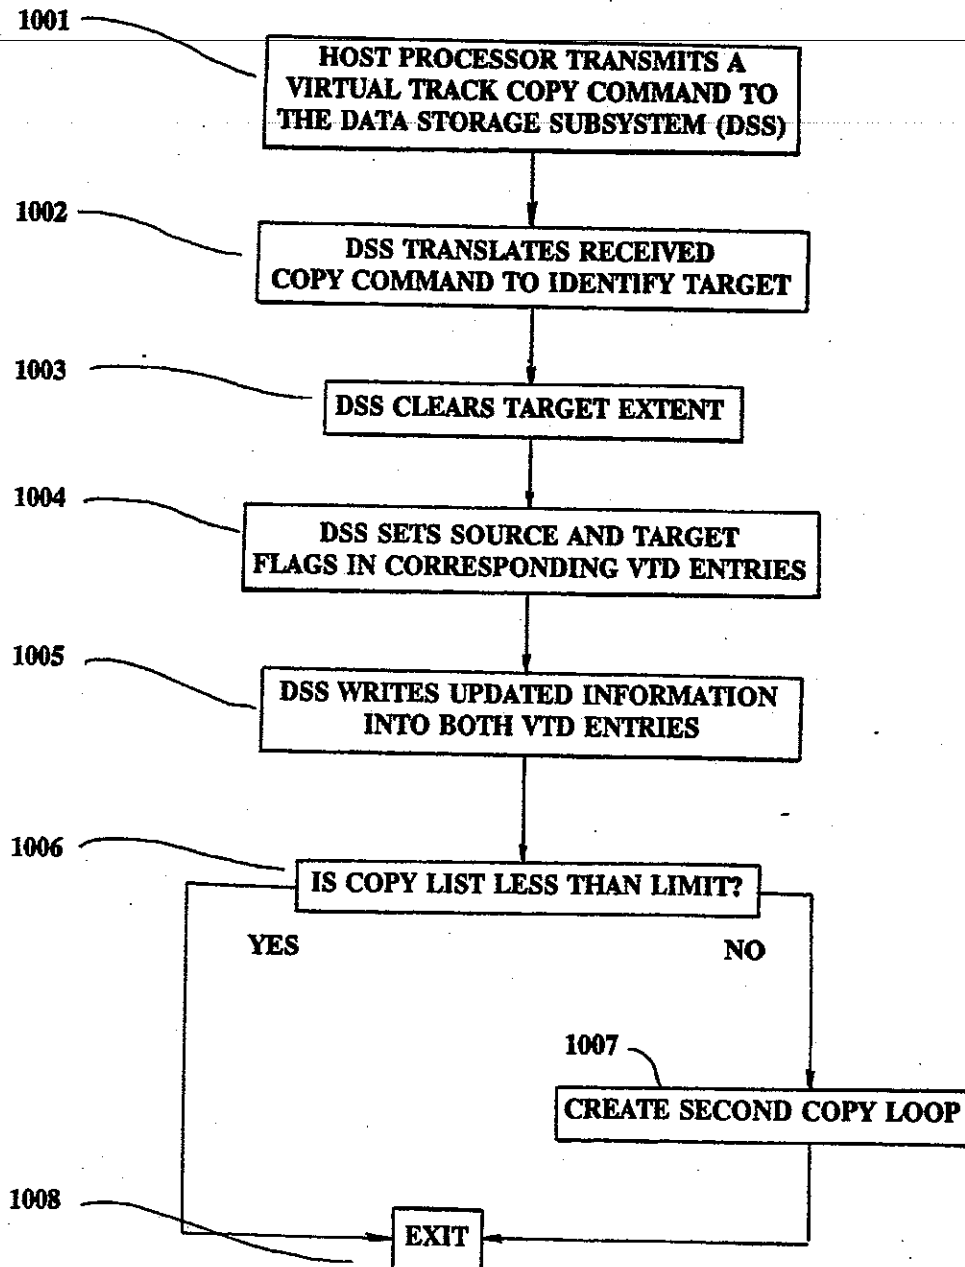 1001
HOST PROCESSOR TRANSMITS A
VIRTUAL TRACK COPY COMMAND TO
THE DATA STORAGE SUBSYSTEM (DSS)
1002
DSS TRANSLATES RECEIVED
COPY COMMAND TO IDENTIFY TARGET
1003
DSS CLEARS TARGET EXTENT
1004
DSS SETS SOURCE AND TARGET
FLAGS IN CORRESPONDING VTD ENTRIES
1005
DSS WRITES UPDATED INFORMATION
INTO BOTH VTD ENTRIES
1006
IS COPY LIST LESS THAN LIMIT?
YES
NO
1007
CREATE SECOND COPY LOOP
1008
EXIT